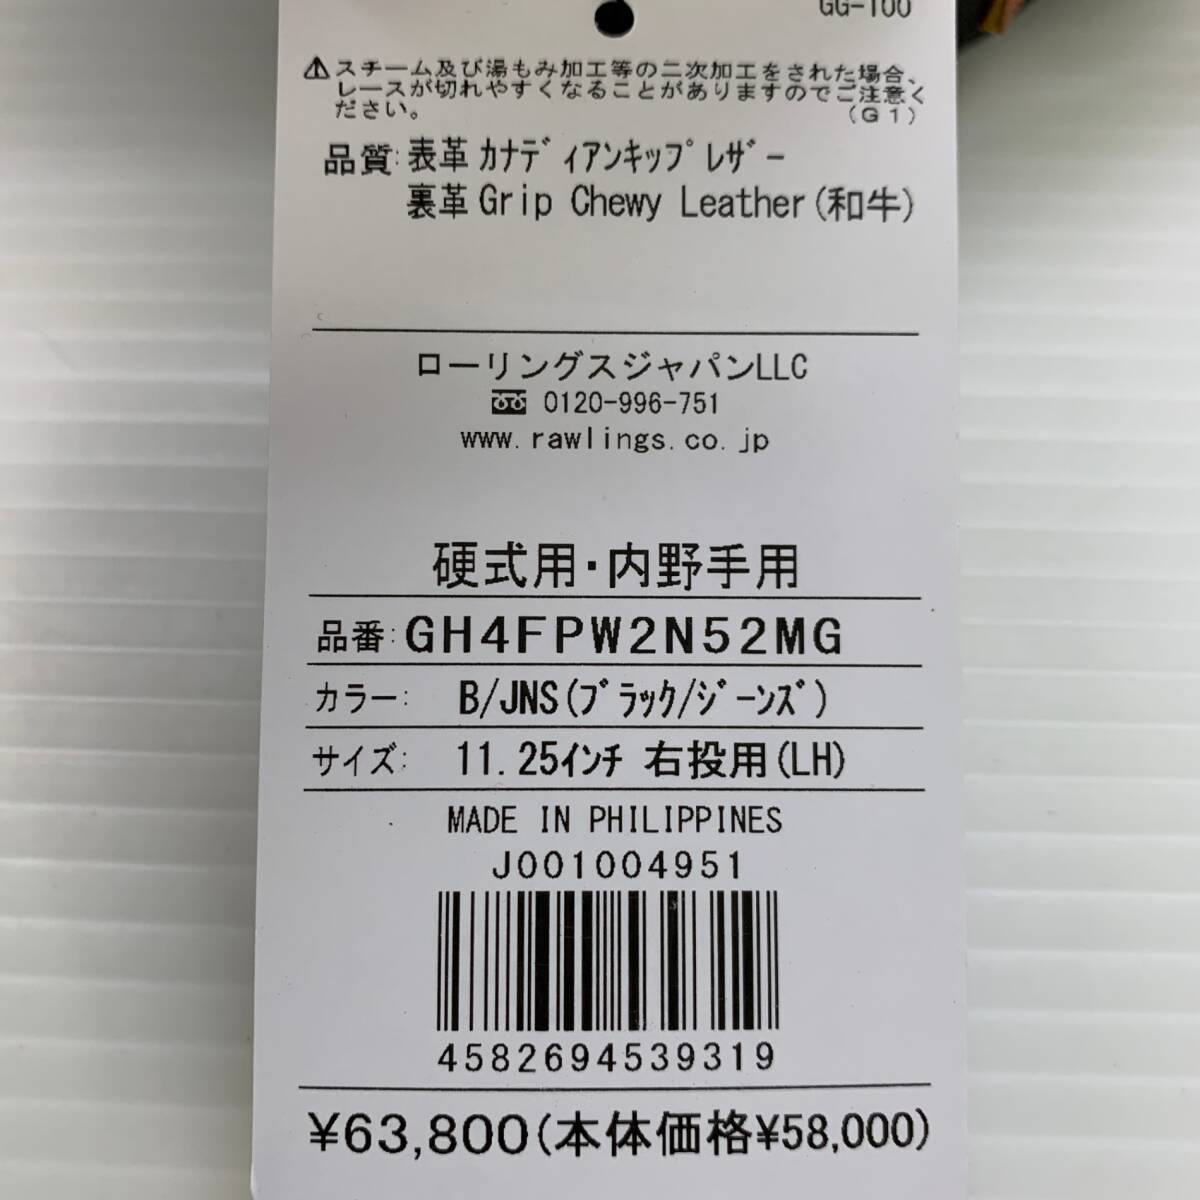 GG-100
⚠スチーム及び湯もみ加工等の二次加工をされた場合、
レースが切れやすくなることがありますのでご注意く
ださい。
(G1)
品質:表革 ｶﾅﾃﾞｨｱﾝｷｯﾌﾟﾚｻﾞｰ
裏革 Grip Chewy Leather(和牛)
ローリングスジャパンLLC
0120-996-751
www.rawlings.co.jp
硬式用・内野手用
品番:GH4FPW2N52MG
カラー: B/JNS(ﾌﾞﾗｯｸ/ｼﾞｰﾝｽﾞ)
サイズ: 11.25ｲﾝﾁ 右投用(LH)
MADE IN PHILIPPINES
J001004951
4582694539319
¥63,800(本体価格¥58,000)